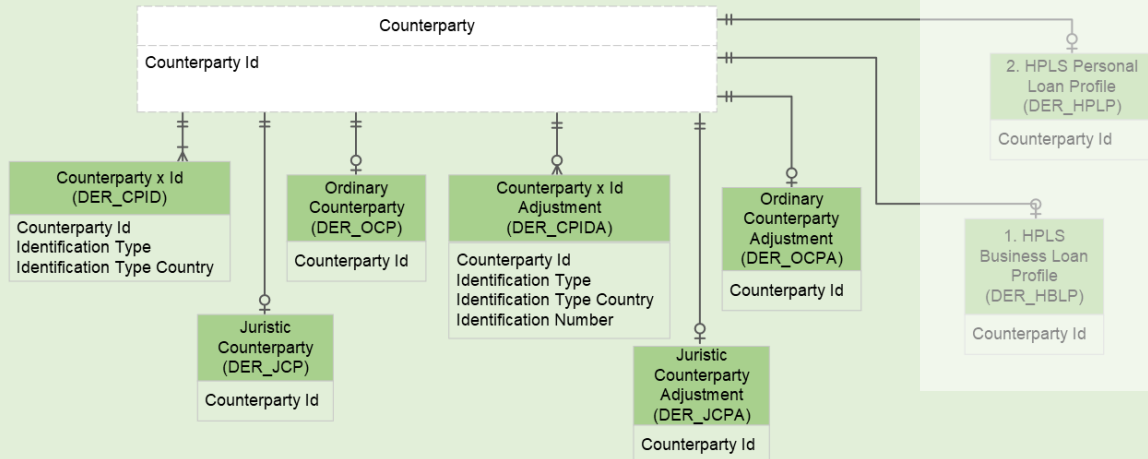 Counterparty
Counterparty Id
2. HPLS Personal
Loan Profile
(DER_HPLP)
Counterparty Id
Counterparty x Id
(DER_CPID)
Counterparty Id
Identification Type
Identification Type Country
Ordinary
Counterparty
(DER_OCP)
Counterparty Id
Counterparty x Id
Adjustment
(DER_CPIDA)
Counterparty Id
Identification Type
Identification Type Country
Identification Number
Ordinary
Counterparty
Adjustment
(DER_OCPA)
Counterparty Id
1. HPLS
Business Loan
Profile
(DER_HBLP)
Counterparty Id
Juristic
Counterparty
(DER_JCP)
Counterparty Id
Juristic
Counterparty
Adjustment
(DER_JCPA)
Counterparty Id